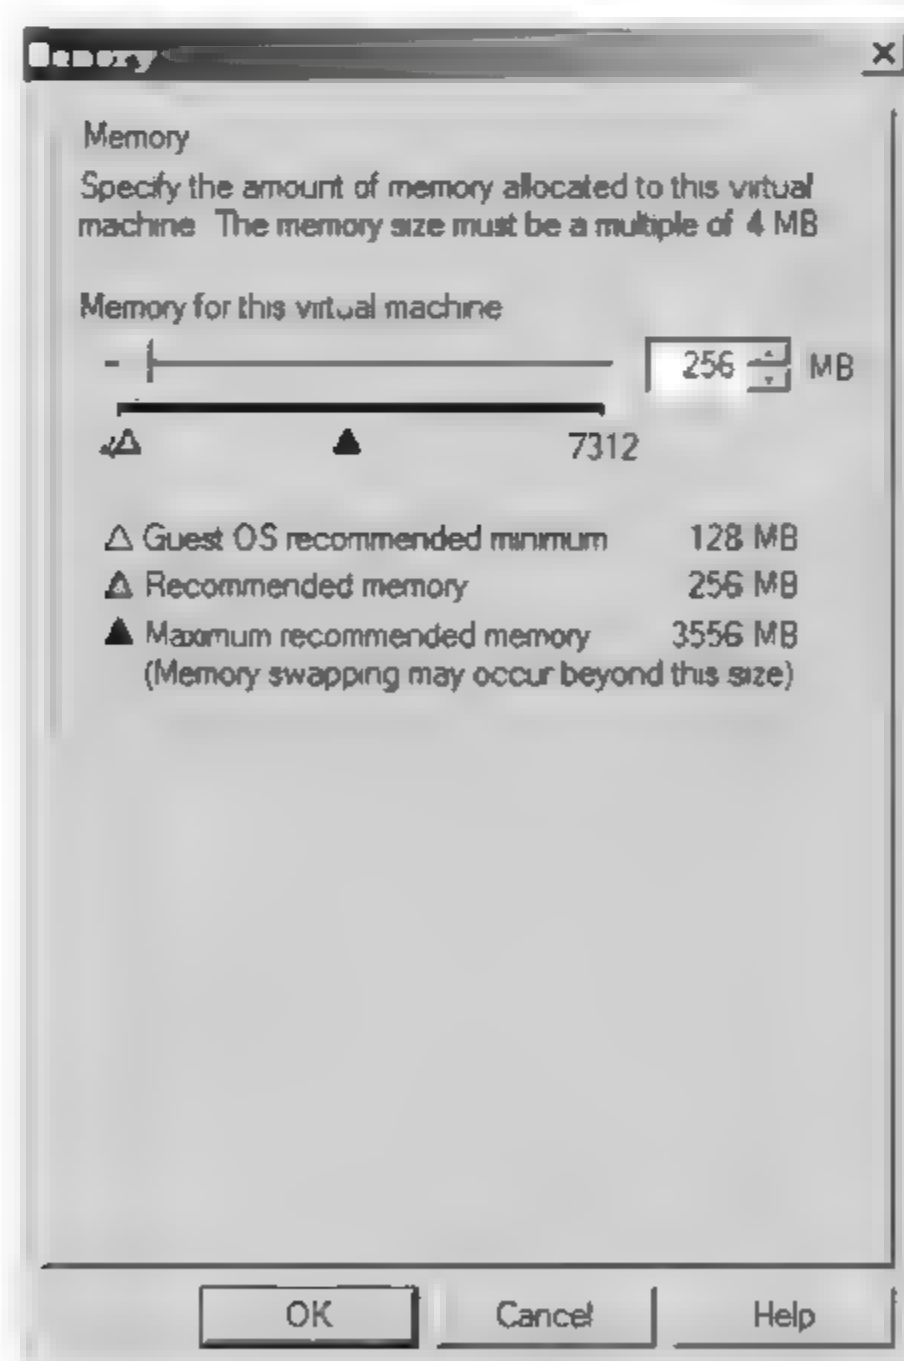 Memory
Memory
Specify the amount of memory allocated to this virtual
machine The memory size must be a multiple of 4 MB
Memory for this virtual machine
256 MB
7312
Guest OS recommended minimum 128 MB
Recommended memory 256 MB
Maximum recommended memory 3556 MB
(Memory swapping may occur beyond this size)
OK Cancel Help